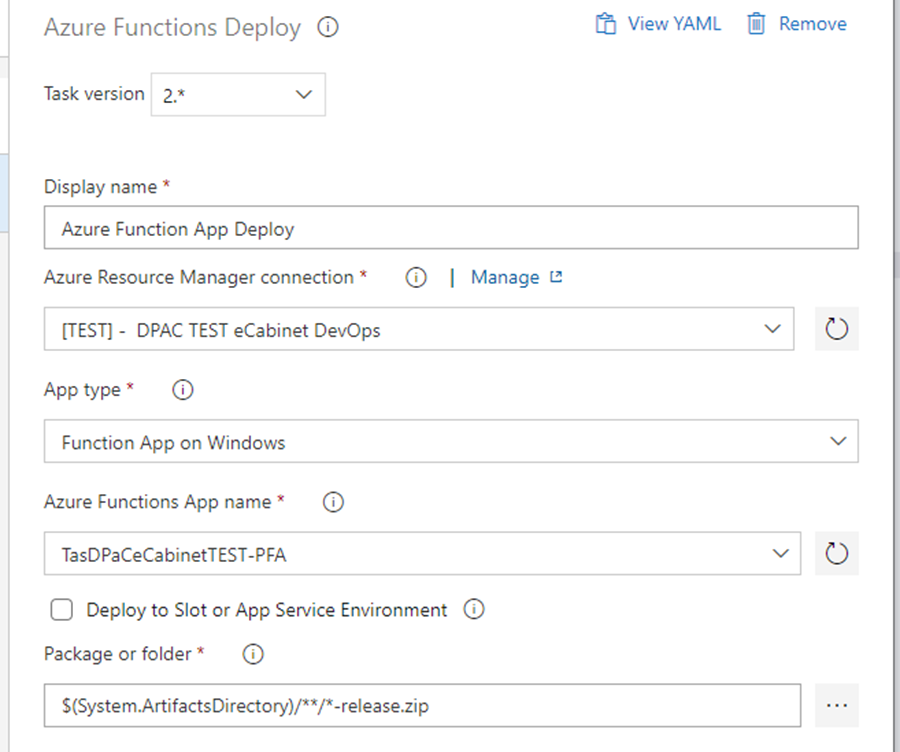 Azure Functions Deploy View YAML Remove
Task version 2.*
Display name *
Azure Function App Deploy
Azure Resource Manager connection * | Manage
[TEST] - DPAC TEST eCabinet DevOps
App type *
Function App on Windows
Azure Functions App name *
TasDPaCeCabinetTEST-PFA
Deploy to Slot or App Service Environment
Package or folder *
$(System.ArtifactsDirectory)/**/*-release.zip